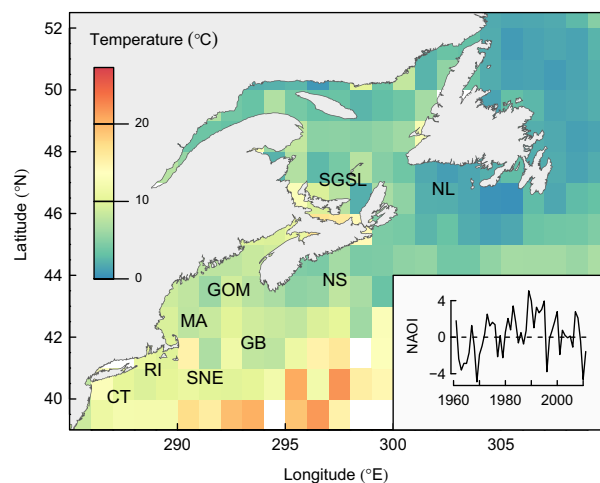 52
Temperature (°C)
50
20
48
SGSL
NL
10
46
0
Latitude (°N)
44
NS
GOM
MA
42
GB
RI
SNE
40
CT
4
0
−4
NAOI
1960
1980
2000
290
295
300
305
Longitude (°E)